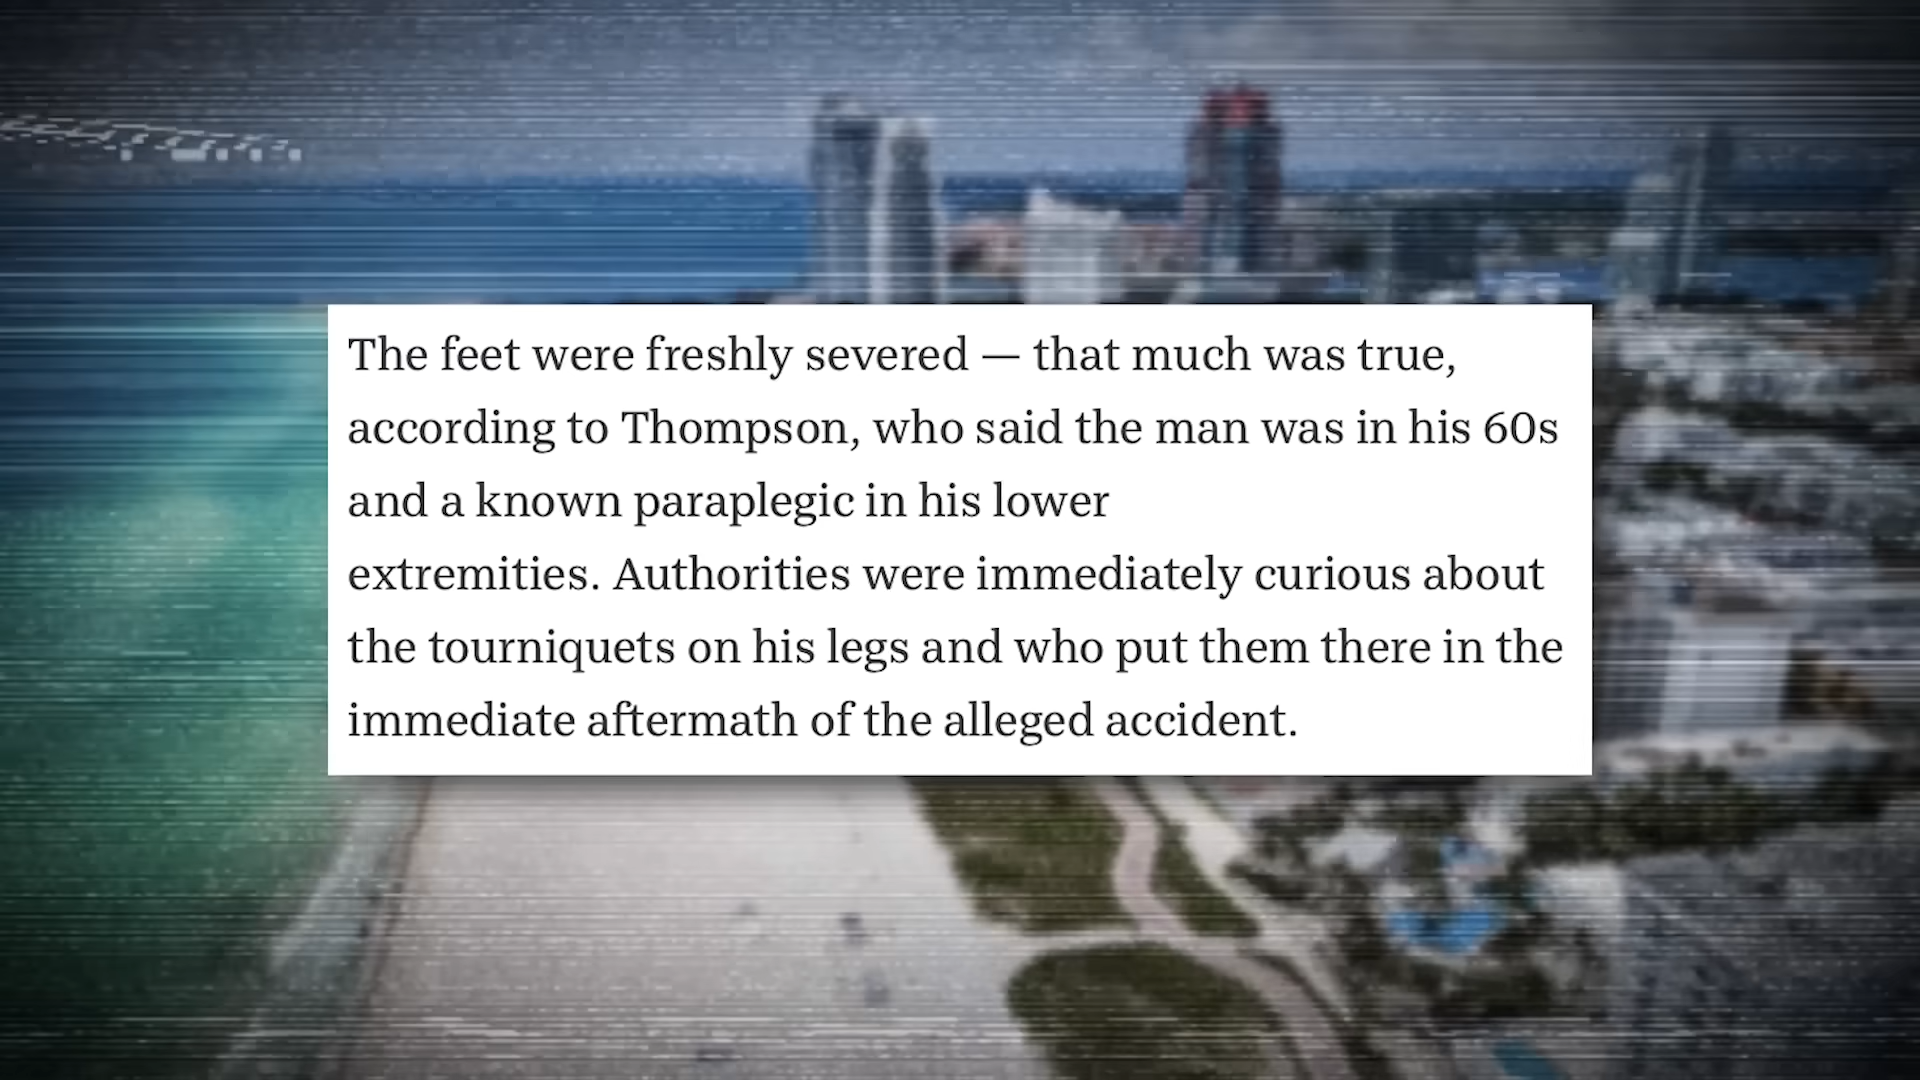 The feet were freshly severed — that much was true,
according to Thompson, who said the man was in his 60s
and a known paraplegic in his lower
extremities. Authorities were immediately curious about
the tourniquets on his legs and who put them there in the
immediate aftermath of the alleged accident.